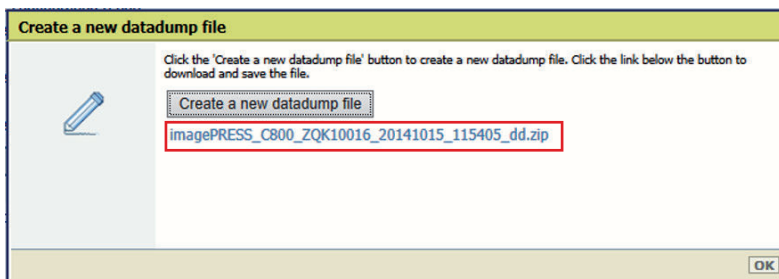 Create a new datadump file
Click the 'Create a new datadump file' button to create a new datadump file. Click the link below the button to
download and save the file.
Create a new datadump file
imagePRESS_C800_ZQK10016_20141015_115405_dd.zip
OK